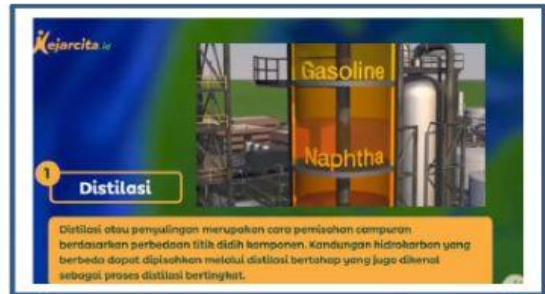 Kejarcita.id
Gasoline
Naphtha
1
Distilasi
Distilasi atau penyulingan merupakan cara pemisahan campuran
berdasarkan perbedaan titik didih komponen. Kandungan hidrokarbon yang
berbeda dapat dipisahkan melalui distilasi bertahap yang juga dikenal
sebagai proses distilasi bertingkat.